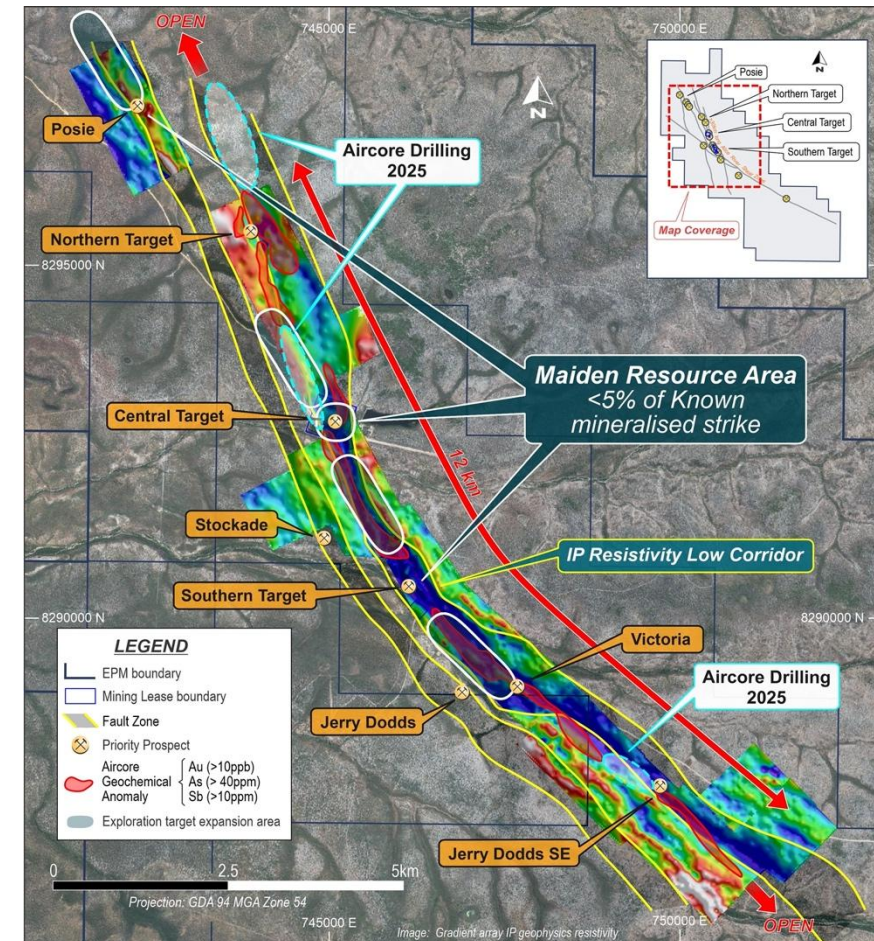 745000 E
750000 E
OPEN
N
Posie
Aircore Drilling
2025
Northern Target
8295000 N
N
Posie
Northern Target
Central Target
Southern Target
Map Coverage
Maiden Resource Area
<5% of Known
mineralised strike
Central Target
12 km
Stockade
IP Resistivity Low Corridor
Southern Target
8290000 N
8290000 N
Victoria
Aircore Drilling
2025
Jerry Dodds
Jerry Dodds SE
LEGEND
EPM boundary
Mining Lease boundary
Fault Zone
Priority Prospect
Aircore
Geochemical
Anomaly
Au (>10ppb)
As (> 40ppm)
Sb (>10ppm)
Exploration target expansion area
0
2.5
5km
Projection: GDA 94 MGA Zone 54
745000 E
750000 E
OPEN
Image: Gradient array IP geophysics resistivity